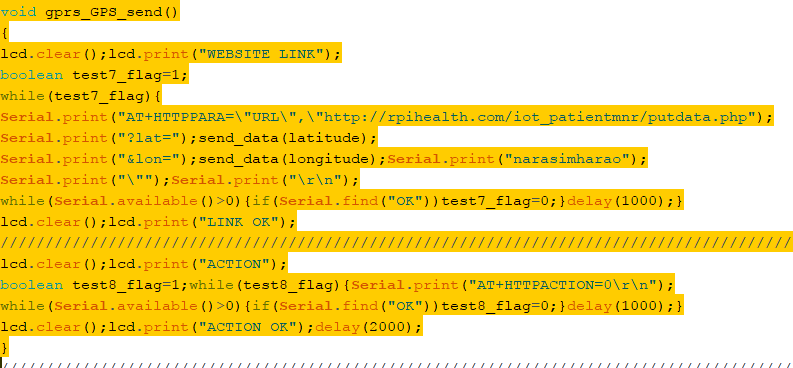 void gprs_GPS_send()
{
lcd.clear();lcd.print("WEBSITE LINK");
boolean test7_flag=1;
while(test7_flag){
Serial.print("AT+HTTPPARA=\"URL\",\"http://rpihealth.com/iot_patientmnr/putdata.php");
Serial.print("?lat=");send_data(latitude);
Serial.print("&lon=");send_data(longitude);Serial.print("narasimharao");
Serial.print("\"");Serial.print("\r\n");
while(Serial.available()>0){if(Serial.find("OK"))test7_flag=0;}delay(1000);}
lcd.clear();lcd.print("LINK OK");
////////////////////////////////////////////////////////////////////////////////////////
lcd.clear();lcd.print("ACTION");
boolean test8_flag=1;while(test8_flag){Serial.print("AT+HTTPACTION=0\r\n");
while(Serial.available()>0){if(Serial.find("OK"))test8_flag=0;}delay(1000);}
lcd.clear();lcd.print("ACTION OK");delay(2000);
}
////////////////////////////////////////////////////////////////////////////////////////